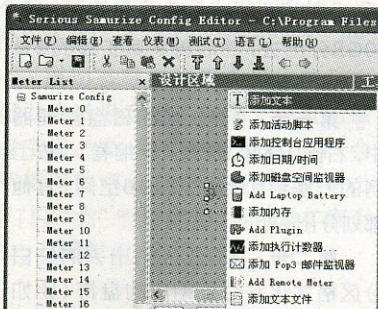 Serious Samurize Config Editor - C:\Program Files
文件(F) 编辑(E) 查看 仪表(M) 测试(T) 语言(L) 帮助(H)
Meter List × 设计区域 工
Samurize Config
Meter 0
Meter 1
Meter 2
Meter 3
Meter 4
Meter 5
Meter 6
Meter 7
Meter 8
Meter 9
Meter 10
Meter 11
Meter 12
Meter 13
Meter 14
Meter 15
Meter 16
添加文本
添加活动脚本
添加控制台应用程序
添加日期/时间
添加磁盘空间监视器
Add Laptop Battery
添加内存
Add Plugin
添加执行计数器...
添加 Pop3 邮件监视器
Add Remote Meter
添加文本文件